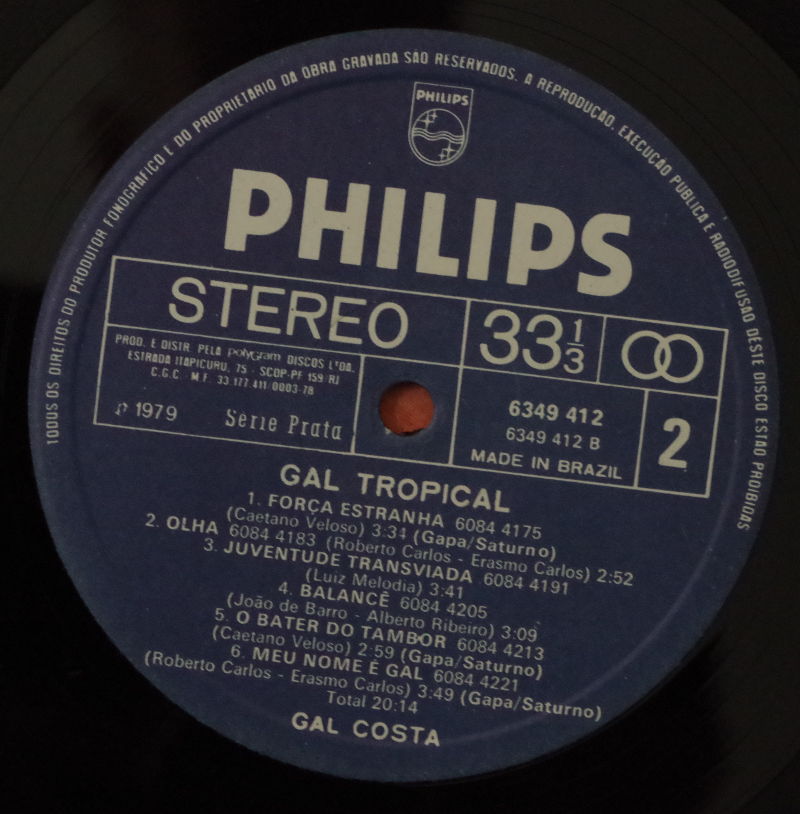 TODOS OS DIREITOS DO PRODUTOR FONOGRAFICO E DO PROPRIETARIO DA OBRA GRAVADA SÃO RESERVADOS. A REPRODUÇÃO, EXECUÇÃO PUBLICA E RADIODIFUSÃO DESTE DISCO ESTÃO PROIBIDAS
PHILIPS
PHILIPS
STEREO
33 1/3
PROD. E DISTR. PELA polyGram DISCOS LTDA.
ESTRADA ITAPICURU, 75 - SCDP-PF 159/RJ
C.G.C. M.F. 33 177 411/0003-78
℗ 1979 Série Prata
6349 412
6349 412 B
MADE IN BRAZIL
2
GAL TROPICAL
1. FORÇA ESTRANHA 6084 4175
(Caetano Veloso) 3:34 (Gapa/Saturno)
2. OLHA 6084 4183 (Roberto Carlos - Erasmo Carlos) 2:52
3. JUVENTUDE TRANSVIADA 6084 4191
(Luiz Melodia) 3:41
4. BALANCÊ 6084 4205
(João de Barro - Alberto Ribeiro) 3:09
5. O BATER DO TAMBOR 6084 4213
(Caetano Veloso) 2:59 (Gapa/Saturno)
6. MEU NOME É GAL 6084 4221
(Roberto Carlos - Erasmo Carlos) 3:49 (Gapa/Saturno)
Total 20:14
GAL COSTA